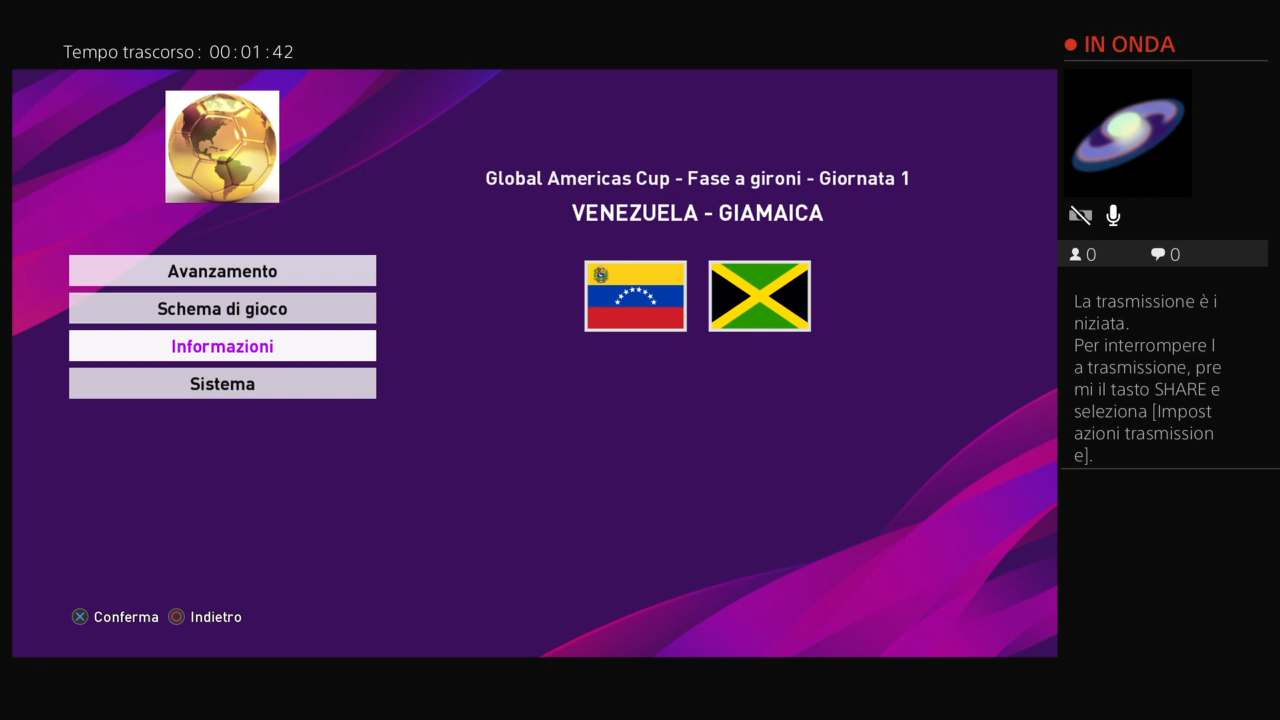 Tempo trascorso: 00:01:42
IN ONDA
Global Americas Cup - Fase a gironi - Giornata 1
VENEZUELA - GIAMAICA
Avanzamento
Schema di gioco
Informazioni
Sistema
Conferma Indietro
0 0
La trasmissione è i
niziata.
Per interrompere l
a trasmissione, pre
mi il tasto SHARE e
seleziona [Impost
azioni trasmission
e].